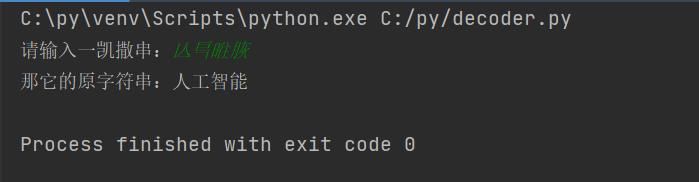 C:\py\venv\Scripts\python.exe C:/py/decoder.py
请输入一凯撒串：
那它的原字符串：人工智能
Process finished with exit code 0